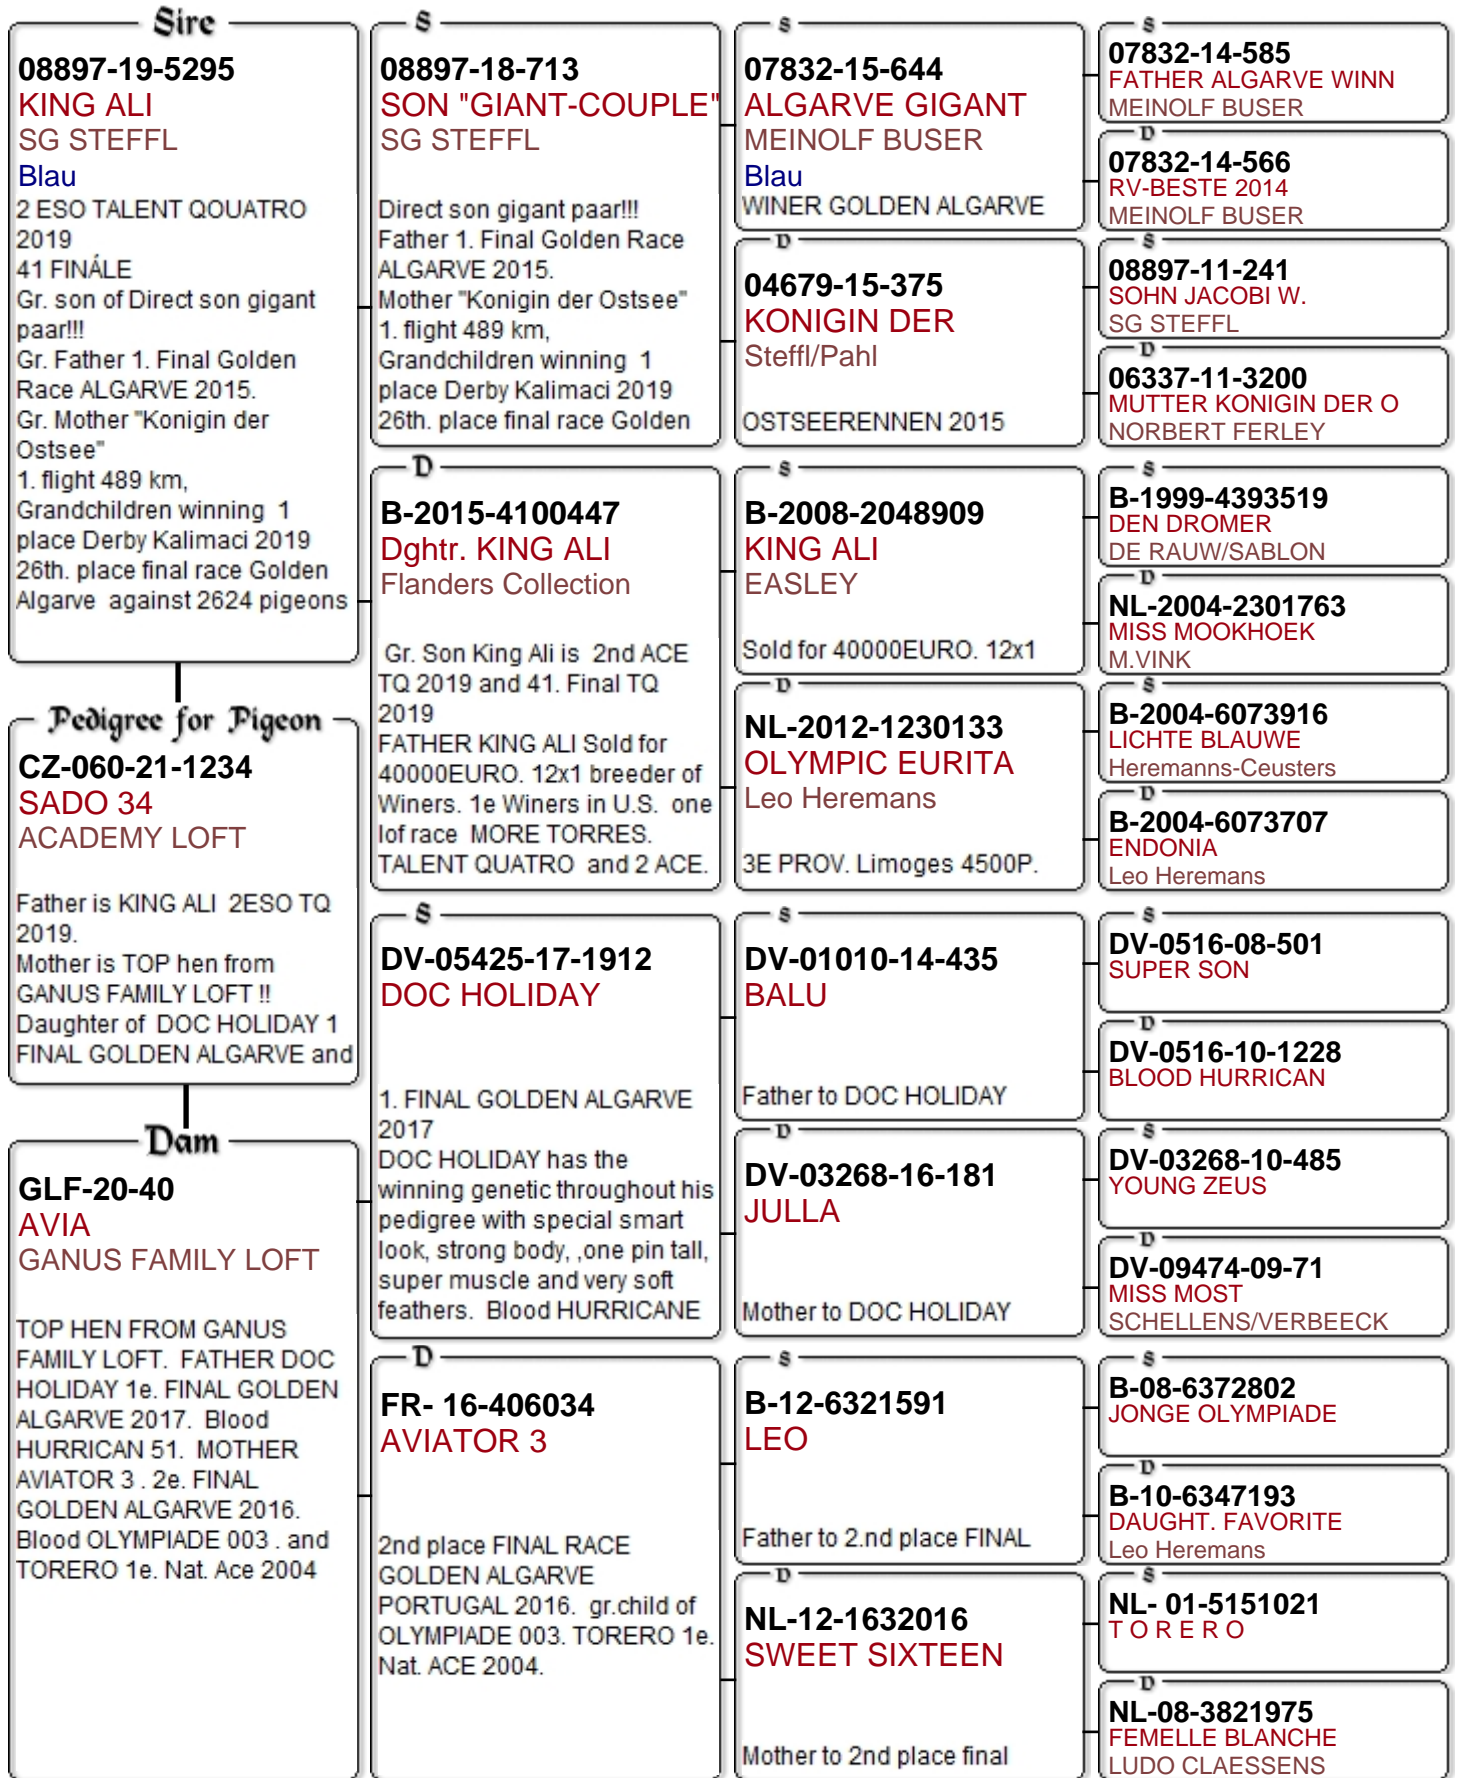 Sire
08897-19-5295
KING ALI
SG STEFFL
Blau
2 ESO TALENT QOUATRO
2019
41 FINÁLE
Gr. son of Direct son gigant
paar!!!
Gr. Father 1. Final Golden
Race ALGARVE 2015.
Gr. Mother "Konigin der
Ostsee"
1. flight 489 km,
Grandchildren winning  1
place Derby Kalimaci 2019
26th. place final race Golden
Algarve  against 2624 pigeons
Pedigree for Pigeon
CZ-060-21-1234
SADO 34
ACADEMY LOFT
Father is KING ALI  2ESO TQ
2019.
Mother is TOP hen from
GANUS FAMILY LOFT !!
Daughter of  DOC HOLIDAY 1
FINAL GOLDEN ALGARVE and
Dam
GLF-20-40
AVIA
GANUS FAMILY LOFT
TOP HEN FROM GANUS
FAMILY LOFT.  FATHER DOC
HOLIDAY 1e. FINAL GOLDEN
ALGARVE 2017.  Blood
HURRICAN 51.  MOTHER
AVIATOR 3 . 2e. FINAL
GOLDEN ALGARVE 2016.
Blood OLYMPIADE 003 . and
TORERO 1e. Nat. Ace 2004
S
08897-18-713
SON "GIANT-COUPLE"
SG STEFFL
Direct son gigant paar!!!
Father 1. Final Golden Race
ALGARVE 2015.
Mother "Konigin der Ostsee"
1. flight 489 km,
Grandchildren winning  1
place Derby Kalimaci 2019
26th. place final race Golden
D
B-2015-4100447
Dghtr. KING ALI
Flanders Collection
Gr. Son King Ali is  2nd ACE
TQ 2019 and 41. Final TQ
2019
FATHER KING ALI Sold for
40000EURO. 12x1 breeder of
Winers. 1e Winers in U.S.  one
lof race  MORE TORRES.
TALENT QUATRO  and 2 ACE.
S
DV-05425-17-1912
DOC HOLIDAY
1. FINAL GOLDEN ALGARVE
2017
DOC HOLIDAY has the
winning genetic throughout his
pedigree with special smart
look, strong body, ,one pin tall,
super muscle and very soft
feathers.  Blood HURRICANE
D
FR- 16-406034
AVIATOR 3
2nd place FINAL RACE
GOLDEN ALGARVE
PORTUGAL 2016.  gr.child of
OLYMPIADE 003. TORERO 1e.
Nat. ACE 2004.
S
07832-15-644
ALGARVE GIGANT
MEINOLF BUSER
Blau
WINER GOLDEN ALGARVE
D
04679-15-375
KONIGIN DER
Steffl/Pahl
OSTSEERENNEN 2015
S
B-2008-2048909
KING ALI
EASLEY
Sold for 40000EURO. 12x1
D
NL-2012-1230133
OLYMPIC EURITA
Leo Heremans
3E PROV. Limoges 4500P.
S
DV-01010-14-435
BALU
Father to DOC HOLIDAY
D
DV-03268-16-181
JULLA
Mother to DOC HOLIDAY
S
B-12-6321591
LEO
Father to 2.nd place FINAL
D
NL-12-1632016
SWEET SIXTEEN
Mother to 2nd place final
S
07832-14-585
FATHER ALGARVE WINN
MEINOLF BUSER
D
07832-14-566
RV-BESTE 2014
MEINOLF BUSER
S
08897-11-241
SOHN JACOBI W.
SG STEFFL
D
06337-11-3200
MUTTER KONIGIN DER O
NORBERT FERLEY
S
B-1999-4393519
DEN DROMER
DE RAUW/SABLON
D
NL-2004-2301763
MISS MOOKHOEK
M.VINK
S
B-2004-6073916
LICHTE BLAUWE
Heremanns-Ceusters
D
B-2004-6073707
ENDONIA
Leo Heremans
S
DV-0516-08-501
SUPER SON
D
DV-0516-10-1228
BLOOD HURRICAN
S
DV-03268-10-485
YOUNG ZEUS
D
DV-09474-09-71
MISS MOST
SCHELLENS/VERBEECK
S
B-08-6372802
JONGE OLYMPIADE
D
B-10-6347193
DAUGHT. FAVORITE
Leo Heremans
S
NL- 01-5151021
T O R E R O
D
NL-08-3821975
FEMELLE BLANCHE
LUDO CLAESSENS